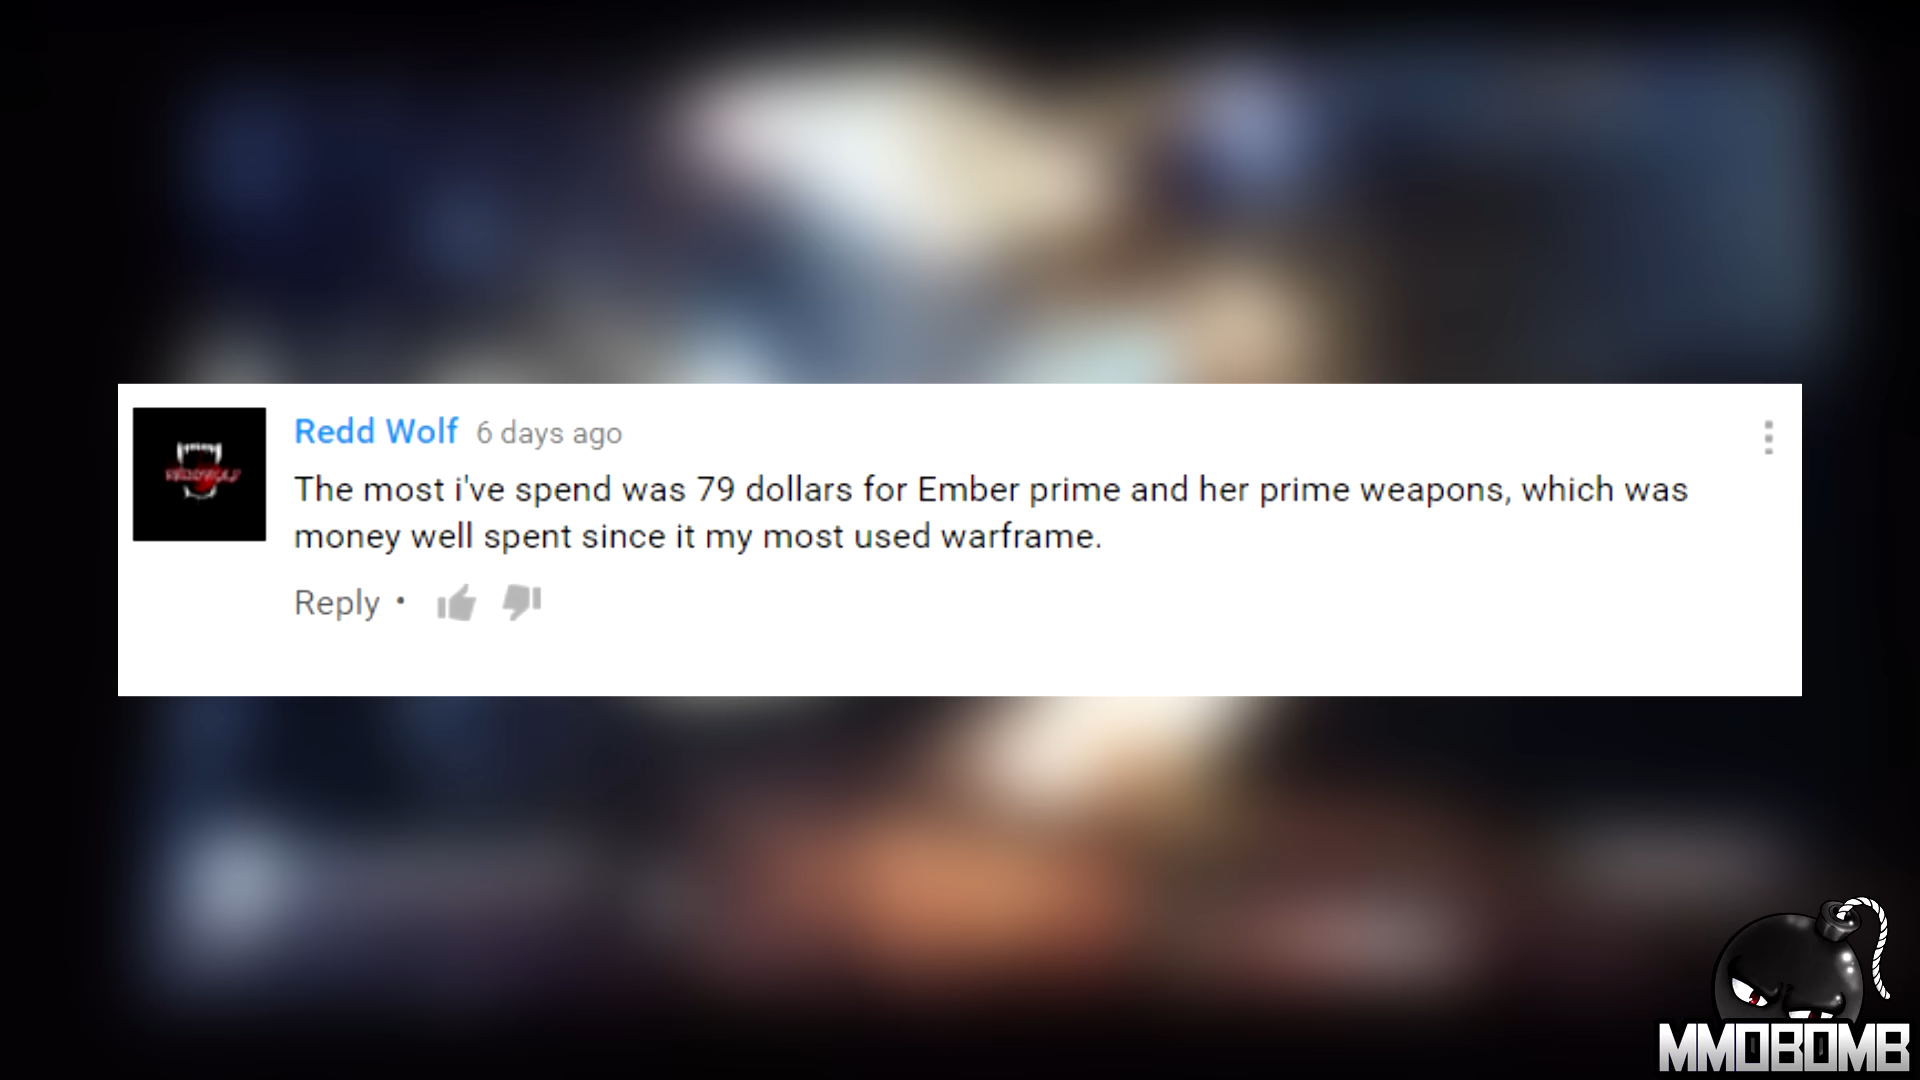 Redd Wolf 6 days ago
The most i've spend was 79 dollars for Ember prime and her prime weapons, which was
money well spent since it my most used warframe.
Reply •
MMOBOMB